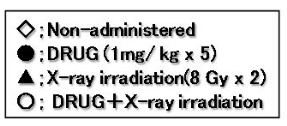 ◇;Non-administered
●;DRUG (1mg/ kg x 5)
▲;X-ray irradiation(8 Gy x 2)
○; DRUG+X-ray irradiation